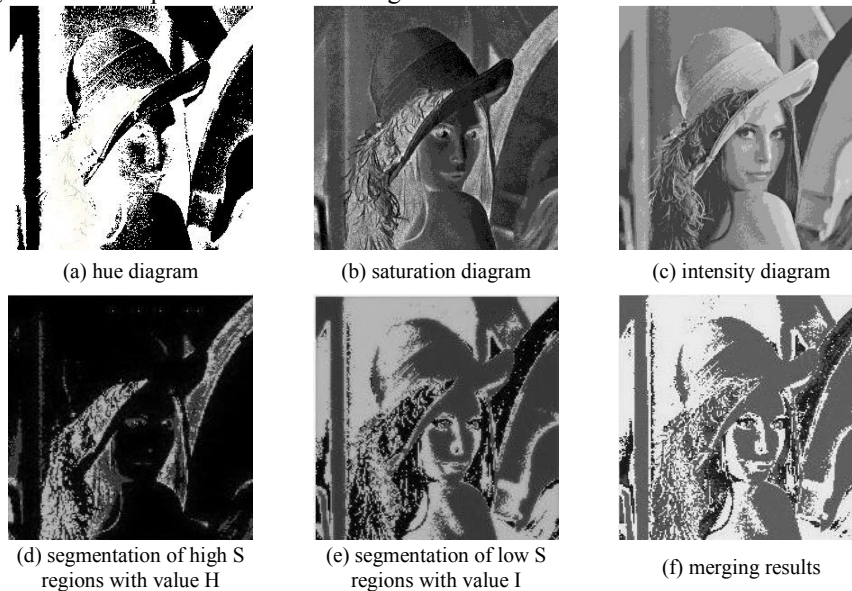 (a) hue diagram
(b) saturation diagram
(c) intensity diagram
(d) segmentation of high S
regions with value H
(e) segmentation of low S
regions with value I
(f) merging results